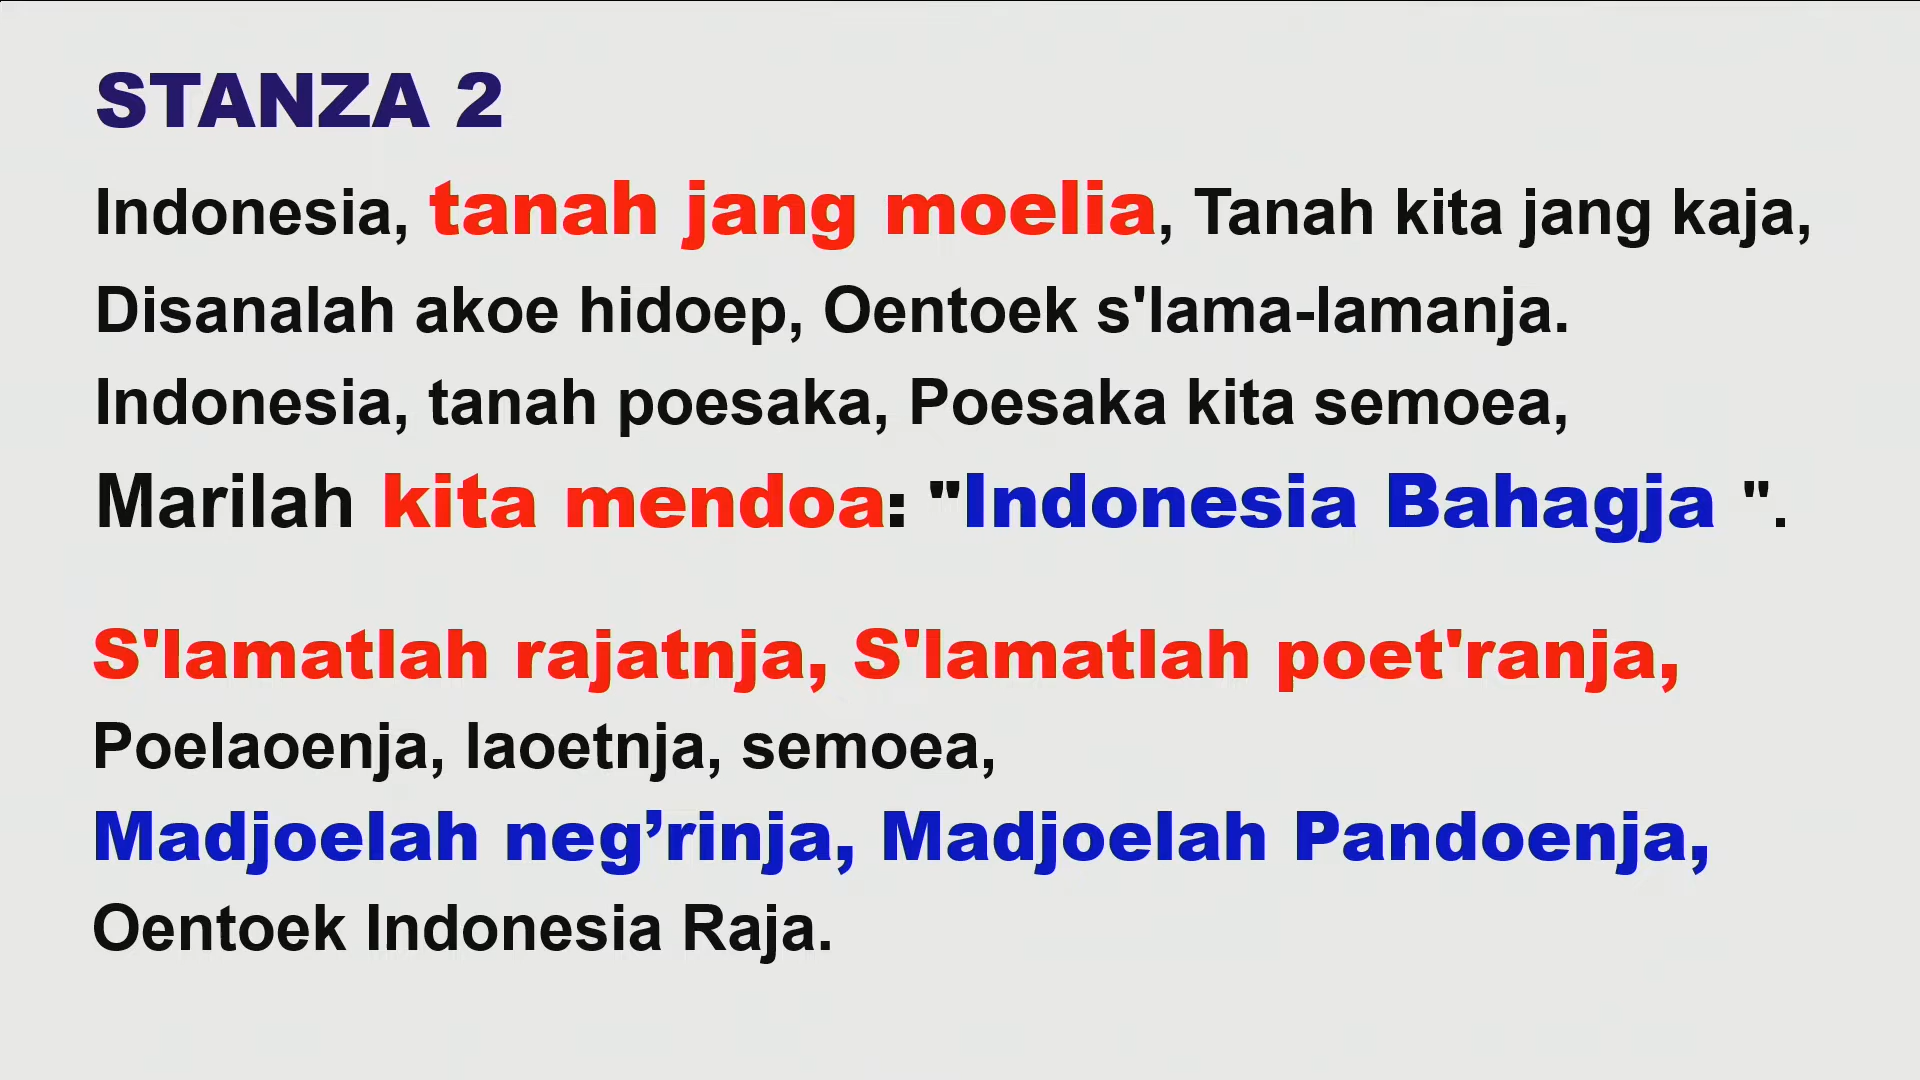 STANZA 2
Indonesia, tanah jang moelia, Tanah kita jang kaja,
Disanalah akoe hidoep, Oentoek s'lama-lamanja.
Indonesia, tanah poesaka, Poesaka kita semoea,
Marilah kita mendoa: "Indonesia Bahagja ".
S'lamatlah rajatnja, S'lamatlah poet'ranja,
Poelaoenja, laoetnja, semoea,
Madjoelah neg’rinja, Madjoelah Pandoenja,
Oentoek Indonesia Raja.